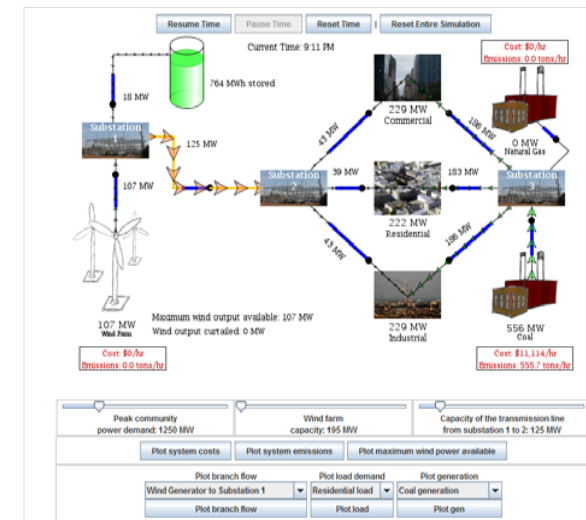 Resume Time Pause Time Reset Time | Reset Entire Simulation
Current Time: 9:11 PM
Cost: $0/hr
Emissions: 0.0 tons/hr
764 MWh stored
18 MW
229 MW
Commercial
0 MW
Natural Gas
Substation
1
125 MW
43 MW
186 MW
107 MW
Substation
2
39 MW
183 MW
Substation
3
222 MW
Residential
43 MW
186 MW
107 MW
Wind Farm
Maximum wind output available: 107 MW
Wind output curtailed: 0 MW
229 MW
Industrial
556 MW
Coal
Cost: $0/hr
Emissions: 0.0 tons/hr
Cost: $11,114/hr
Emissions: 555.7 tons/hr
Peak community
power demand: 1250 MW
Wind farm
capacity: 195 MW
Capacity of the transmission line
from substation 1 to 2: 125 MW
Plot system costs Plot system emissions Plot maximum wind power available
Plot branch flow Plot load demand Plot generation
Wind Generator to Substation 1 Residential load Coal generation
Plot branch flow Plot load Plot gen